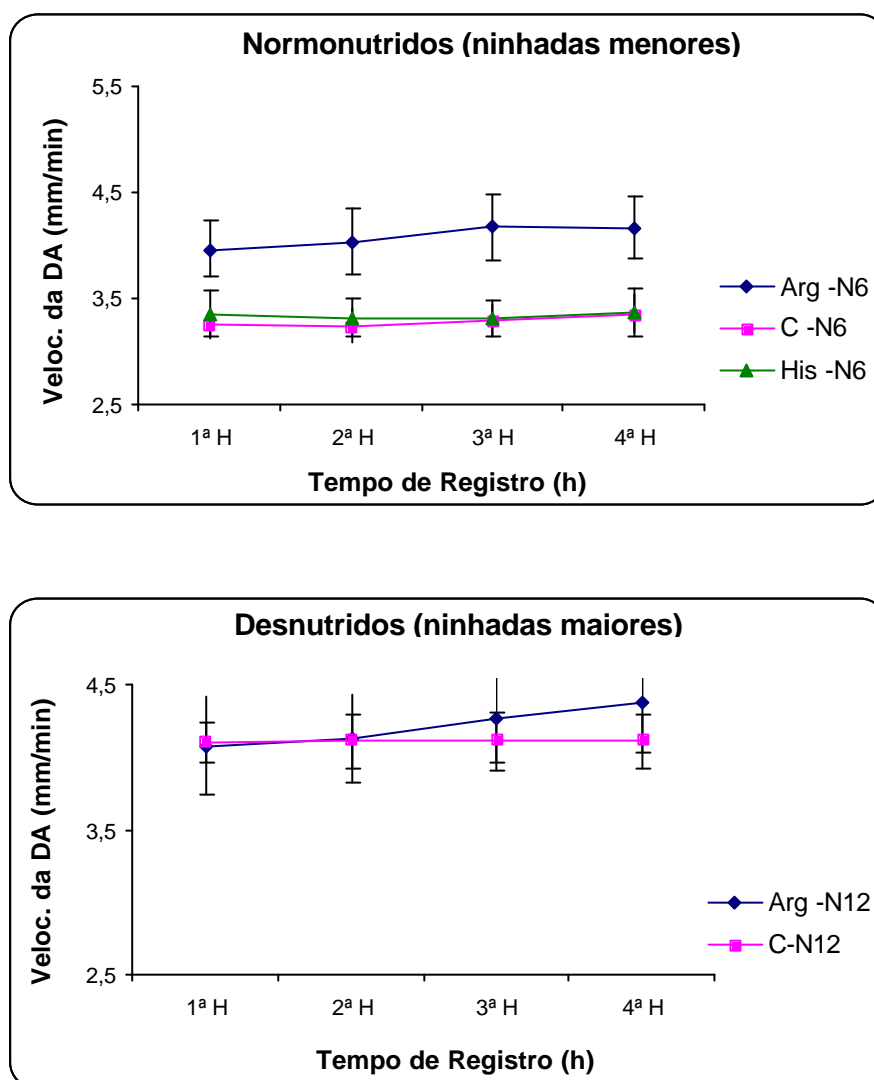 Normonutridos (ninhadas menores)
Veloc. da DA (mm/min)
5,5
4,5
3,5
2,5
1ª H 2ª H 3ª H 4ª H
Tempo de Registro (h)
Arg -N6
C -N6
His -N6
Desnutridos (ninhadas maiores)
Veloc. da DA (mm/min)
4,5
3,5
2,5
1ª H 2ª H 3ª H 4ª H
Tempo de Registro (h)
Arg -N12
C-N12